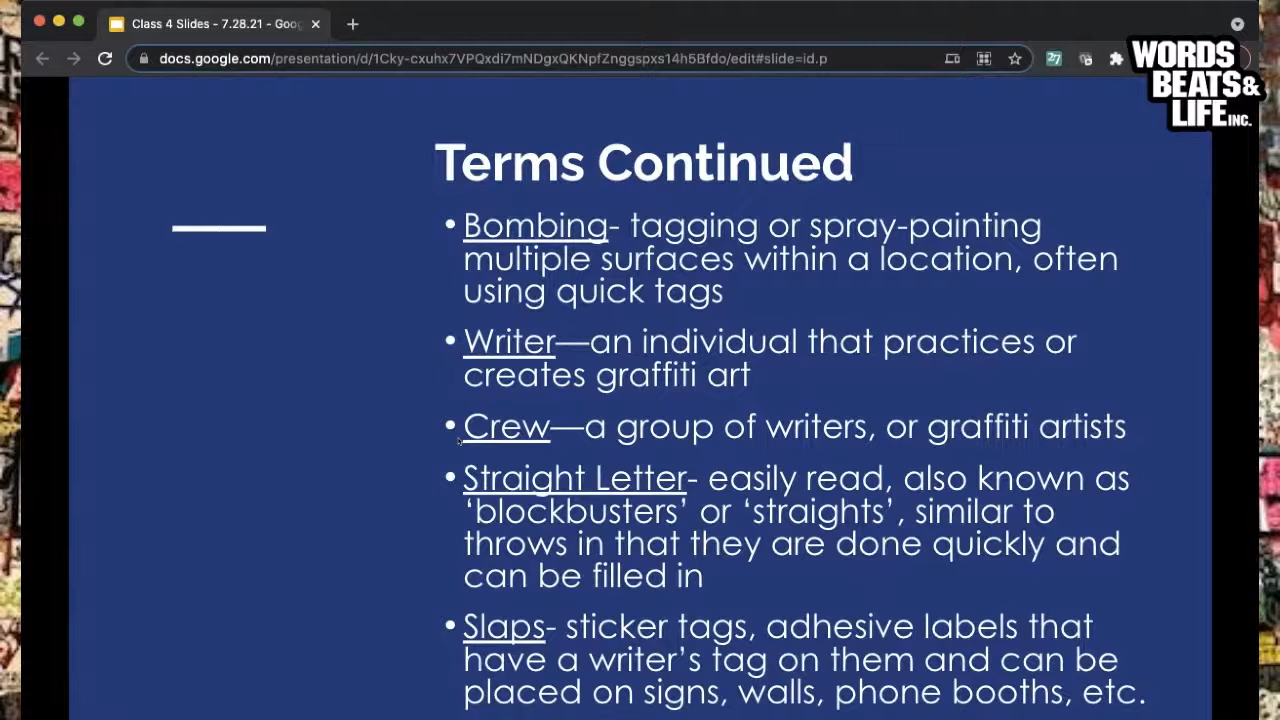 Class 4 Slides - 7.28.21 - Goo
docs.google.com/presentation/d/1Cky-cxuhx7VPQxdi7mNDgxQKNpfZnggspxs14h5Bfdo/edit#slide=id.p
WORDS
BEATS&
LIFE INC.
Terms Continued
• Bombing- tagging or spray-painting
multiple surfaces within a location, often
using quick tags
• Writer—an individual that practices or
creates graffiti art
• Crew—a group of writers, or graffiti artists
• Straight Letter- easily read, also known as
‘blockbusters’ or ‘straights’, similar to
throws in that they are done quickly and
can be filled in
• Slaps- sticker tags, adhesive labels that
have a writer’s tag on them and can be
placed on signs, walls, phone booths, etc.